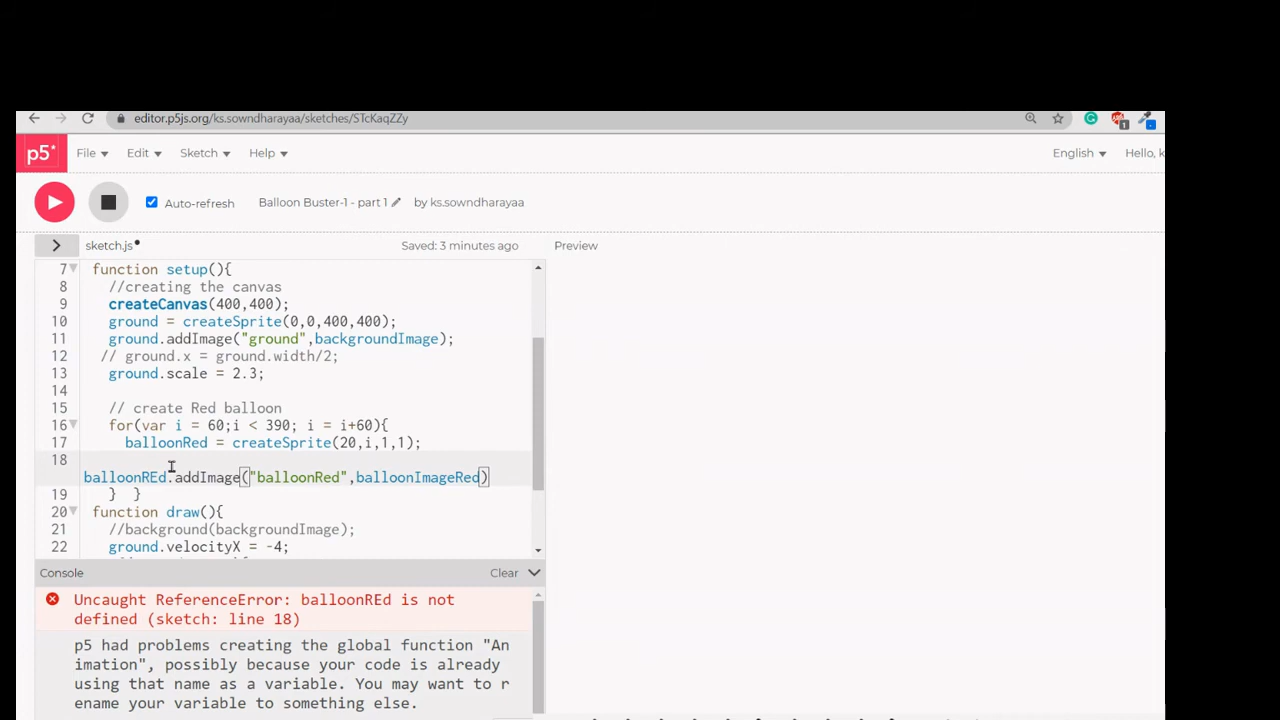 editor.p5js.org/ks.sowndharayaa/sketches/STcKaqZZy
p5* File Edit Sketch Help English Hello, k
Auto-refresh Balloon Buster-1 - part 1 by ks.sowndharayaa
> sketch.js Saved: 3 minutes ago Preview
7 function setup(){
8 //creating the canvas
9 createCanvas(400,400);
10 ground = createSprite(0,0,400,400);
11 ground.addImage("ground",backgroundImage);
12 // ground.x = ground.width/2;
13 ground.scale = 2.3;
14
15 // create Red balloon
16 for(var i = 60;i < 390; i = i+60){
17 balloonRed = createSprite(20,i,1,1);
18
balloonREd.addImage("balloonRed",balloonImageRed)
19 } }
20 function draw(){
21 //background(backgroundImage);
22 ground.velocityX = -4;
Console Clear
Uncaught ReferenceError: balloonREd is not
defined (sketch: line 18)
p5 had problems creating the global function "An
imation", possibly because your code is already
using that name as a variable. You may want to r
ename your variable to something else.